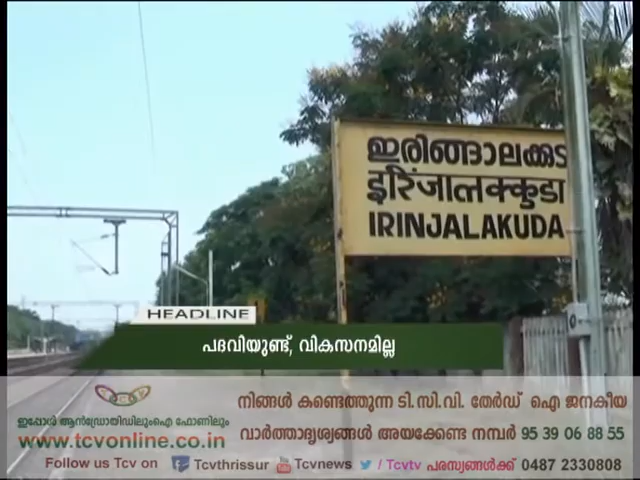 ഇരിങ്ങാലക്കുട
इरिंजालक्कुडा
IRINJALAKUDA
HEADLINE
പദവിയുണ്ട്, വികസനമില്ല
ഇപ്പോൾ ആൻഡ്രോതിഡിലുംഐ ഫോണിലും
www.tcvonline.co.in
നിങ്ങൾ കണ്ടെത്തുന്ന ടി.സി.വി. തേർഡ് ഐ ജനകീയ
വാർത്താദൃശ്യങ്ങൾ അയക്കേണ്ട നമ്പർ 95 39 06 88 55
Follow us Tcv on Tcvthrissur Tcvnews / Tcvtv പരസ്യങ്ങൾക്ക് 0487 2330808